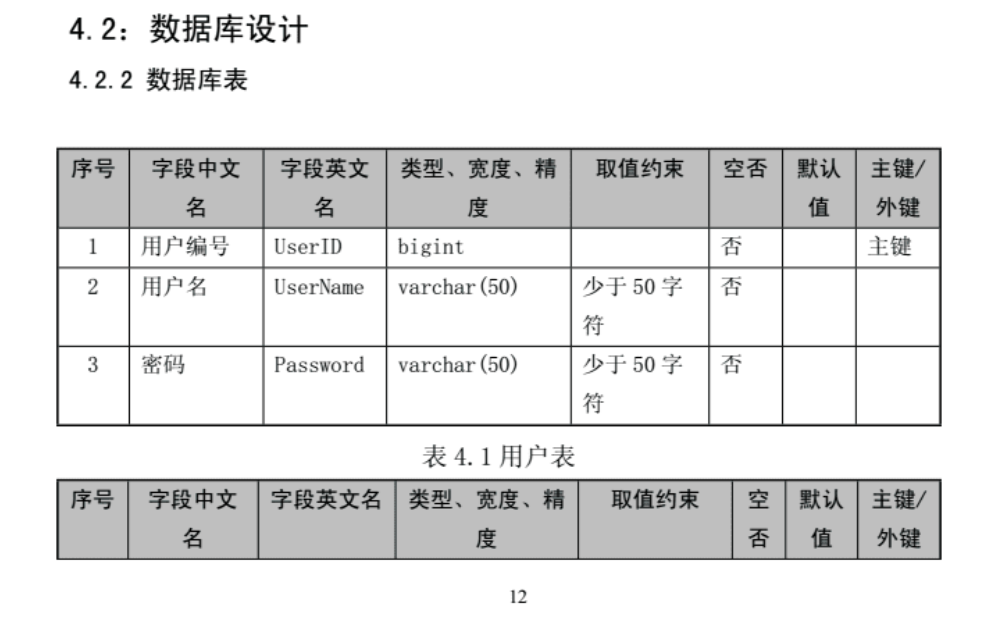 4.2：数据库设计
4.2.2 数据库表
序号 字段中文 字段英文 类型、宽度、精 取值约束 空否 默认 主键/
名 名 度 值 外键
1 用户编号 UserID bigint 否 主键
2 用户名 UserName varchar(50) 少于 50 字 否
符
3 密码 Password varchar(50) 少于 50 字 否
符
表 4.1 用户表
序号 字段中文 字段英文名 类型、宽度、精 取值约束 空 默认 主键/
名 度 否 值 外键
12